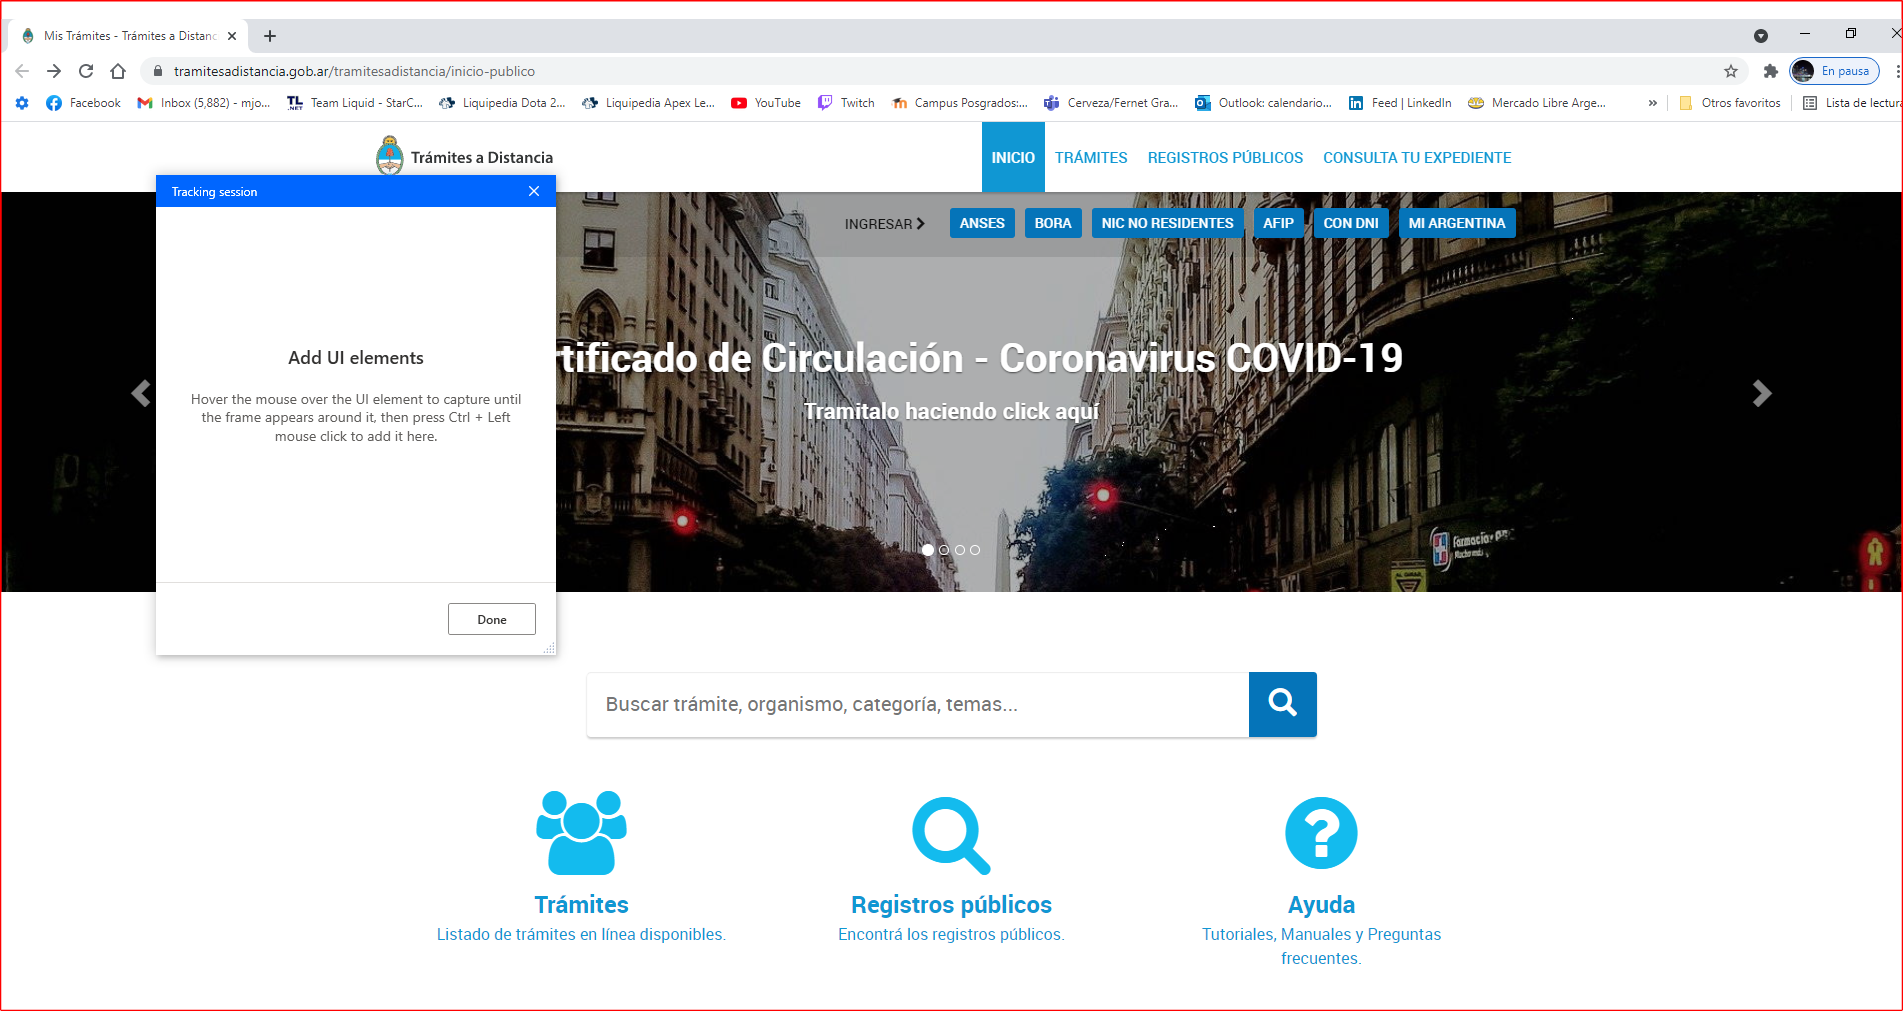 Mis Trámites - Trámites a Distanc
tramitesadistancia.gob.ar/tramitesadistancia/inicio-publico
En pausa
Facebook
Inbox (5,882) - mjo...
TL .NET
Team Liquid - StarC...
Liquipedia Dota 2...
Liquipedia Apex Le...
YouTube
Twitch
Campus Posgrados:...
Cerveza/Fernet Gra...
Outlook: calendario...
Feed | LinkedIn
Mercado Libre Arge...
»
Otros favoritos
Lista de lectura
Trámites a Distancia
INICIO
TRÁMITES
REGISTROS PÚBLICOS
CONSULTA TU EXPEDIENTE
Tracking session
INGRESAR
ANSES
BORA
NIC NO RESIDENTES
AFIP
CON DNI
MI ARGENTINA
Add UI elements
Hover the mouse over the UI element to capture until
the frame appears around it, then press Ctrl + Left
mouse click to add it here.
Done
rtificado de Circulación - Coronavirus COVID-19
Tramitalo haciendo click aquí
Buscar trámite, organismo, categoría, temas...
Trámites
Listado de trámites en línea disponibles.
Registros públicos
Encontrá los registros públicos.
Ayuda
Tutoriales, Manuales y Preguntas
frecuentes.